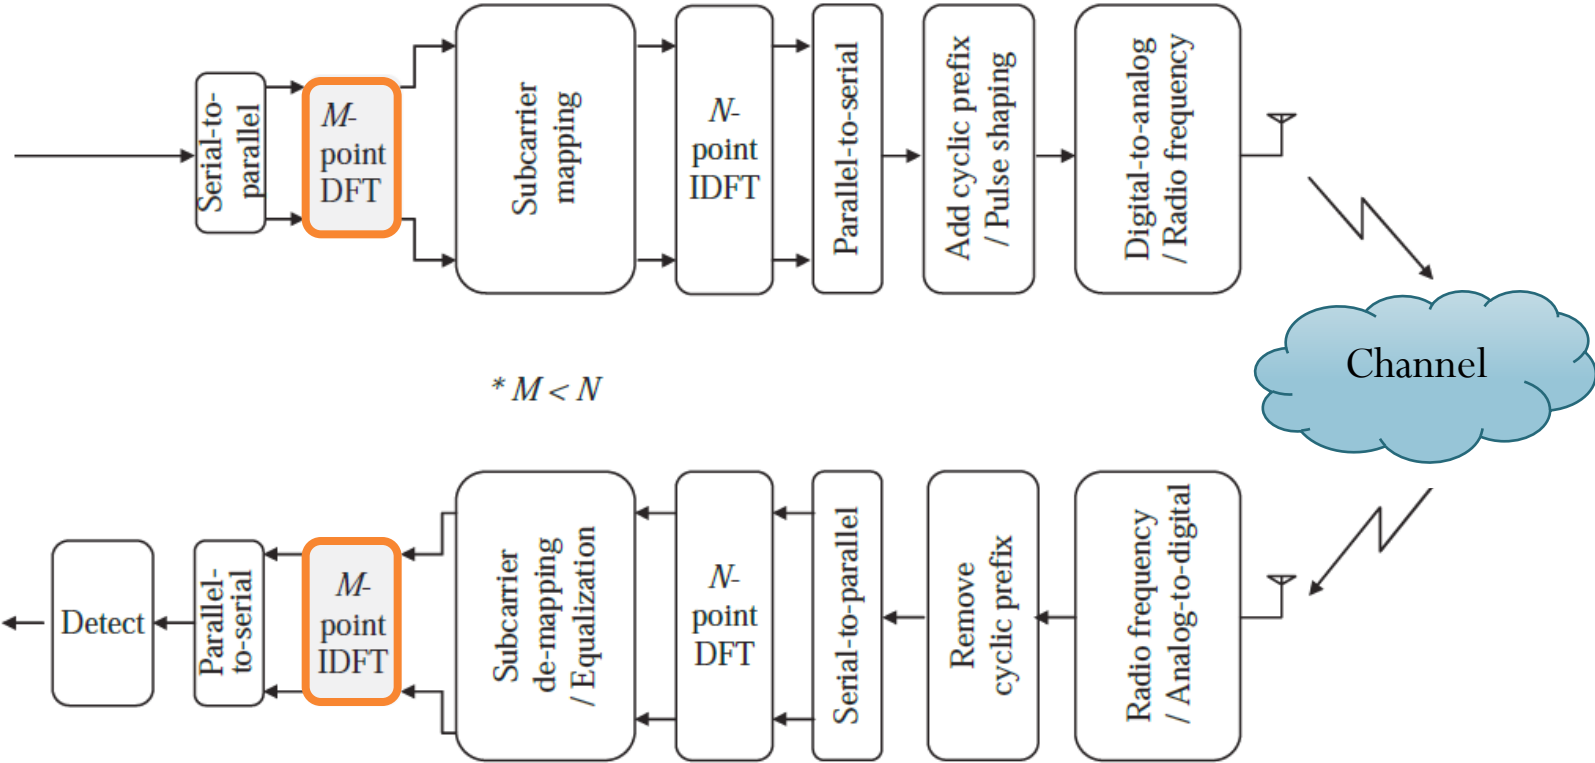 Serial-to-
parallel
M-
point
DFT
Subcarrier
mapping
N-
point
IDFT
Parallel-to-serial
Add cyclic prefix
/ Pulse shaping
Digital-to-analog
/ Radio frequency
Channel
* M < N
Detect
Parallel-
to-serial
M-
point
IDFT
Subcarrier
de-mapping
/ Equalization
N-
point
DFT
Serial-to-parallel
Remove
cyclic prefix
Radio frequency
/ Analog-to-digital